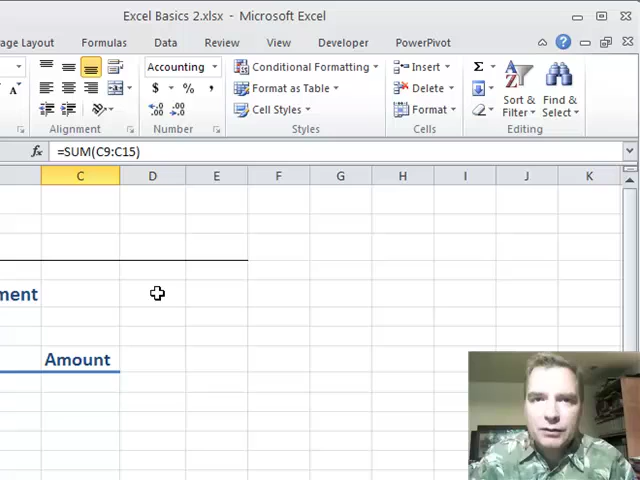 Excel Basics 2.xlsx - Microsoft Excel
age Layout Formulas Data Review View Developer PowerPivot
Accounting Conditional Formatting Insert Σ
A $ % , Format as Table Delete
.00 .0 Cell Styles Format Sort & Filter Find & Select
Alignment Number Styles Cells Editing
fx =SUM(C9:C15)
C D E F G H I J K
ment
Amount